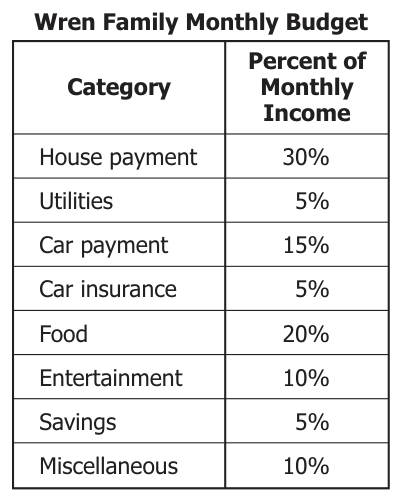 Wren Family Monthly Budget
Category
Percent of
Monthly
Income
House payment 30%
Utilities 5%
Car payment 15%
Car insurance 5%
Food 20%
Entertainment 10%
Savings 5%
Miscellaneous 10%